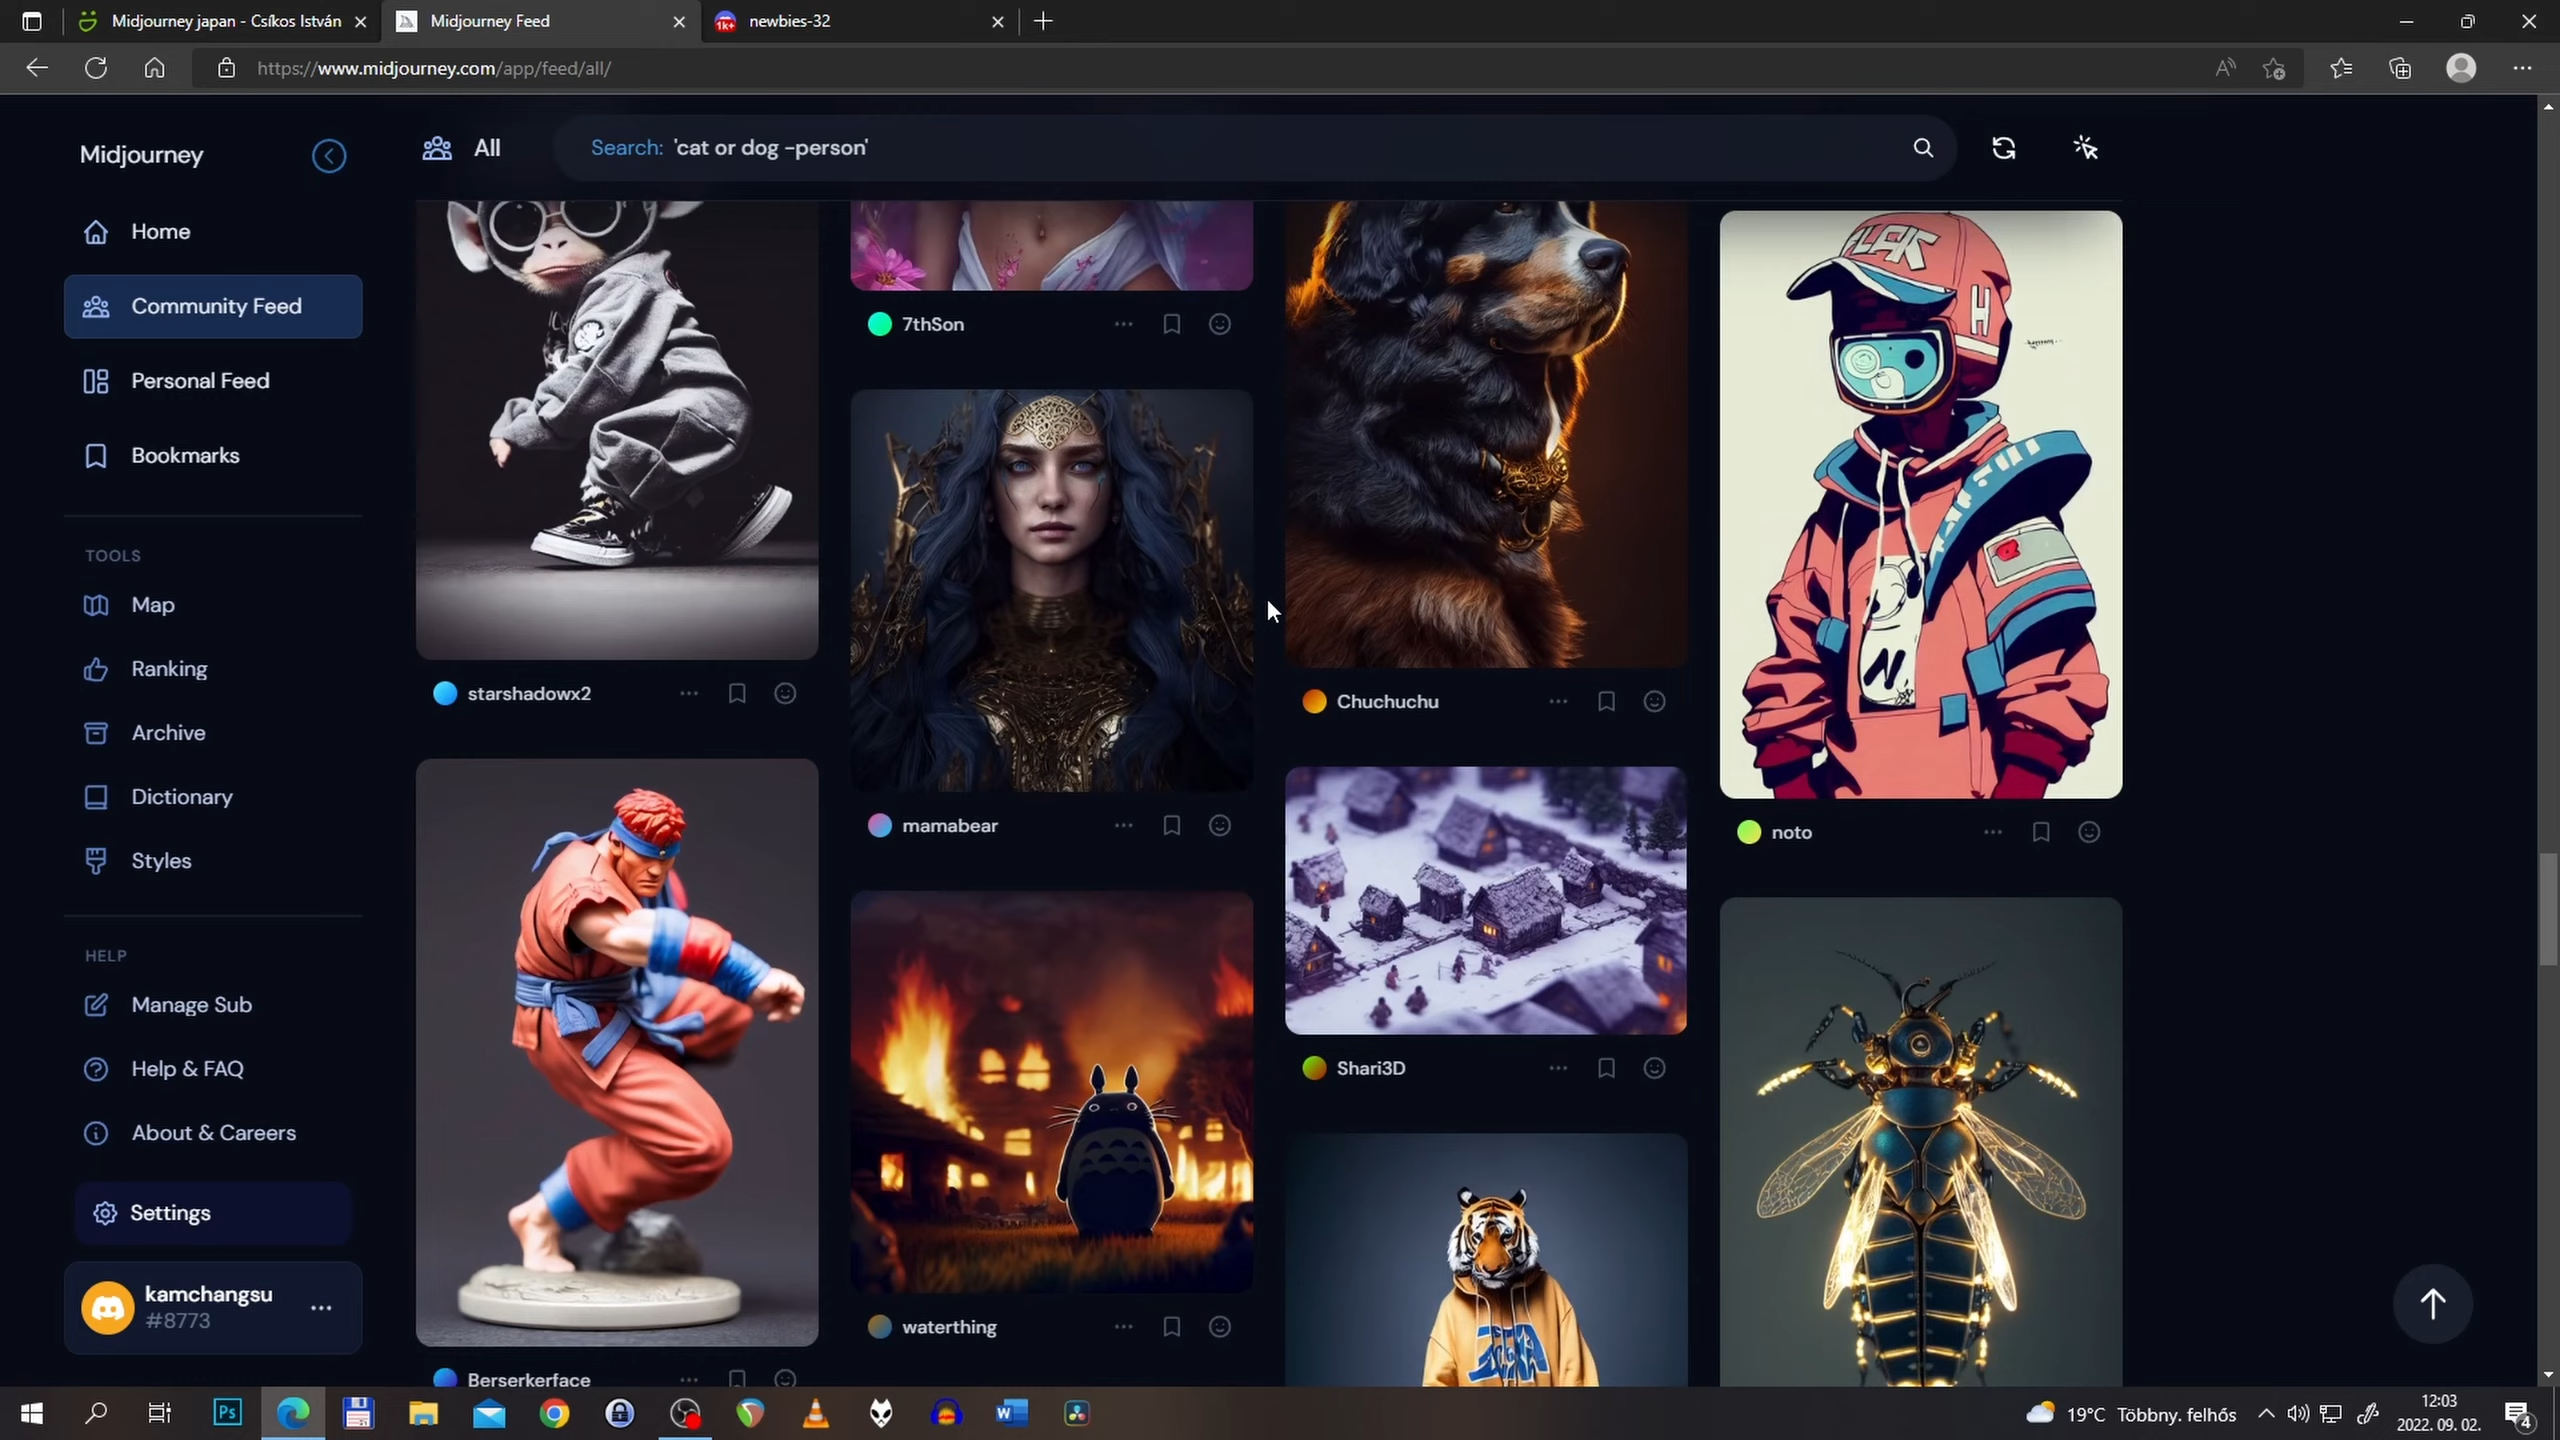 Midjourney japan - Csíkos István
Midjourney Feed
1k+
newbies-32
https://www.midjourney.com/app/feed/all/
Midjourney
All
Search: 'cat or dog -person'
Home
Community Feed
Personal Feed
Bookmarks
TOOLS
Map
Ranking
Archive
Dictionary
Styles
HELP
Manage Sub
Help & FAQ
About & Careers
Settings
kamchangsu
#8773
7thSon
starshadowx2
Chuchuchu
H
N
mamabear
noto
Shari3D
waterthing
Berserkerface
Ps
W
19°C Többny. felhős
12:03
2022. 09. 02.
4